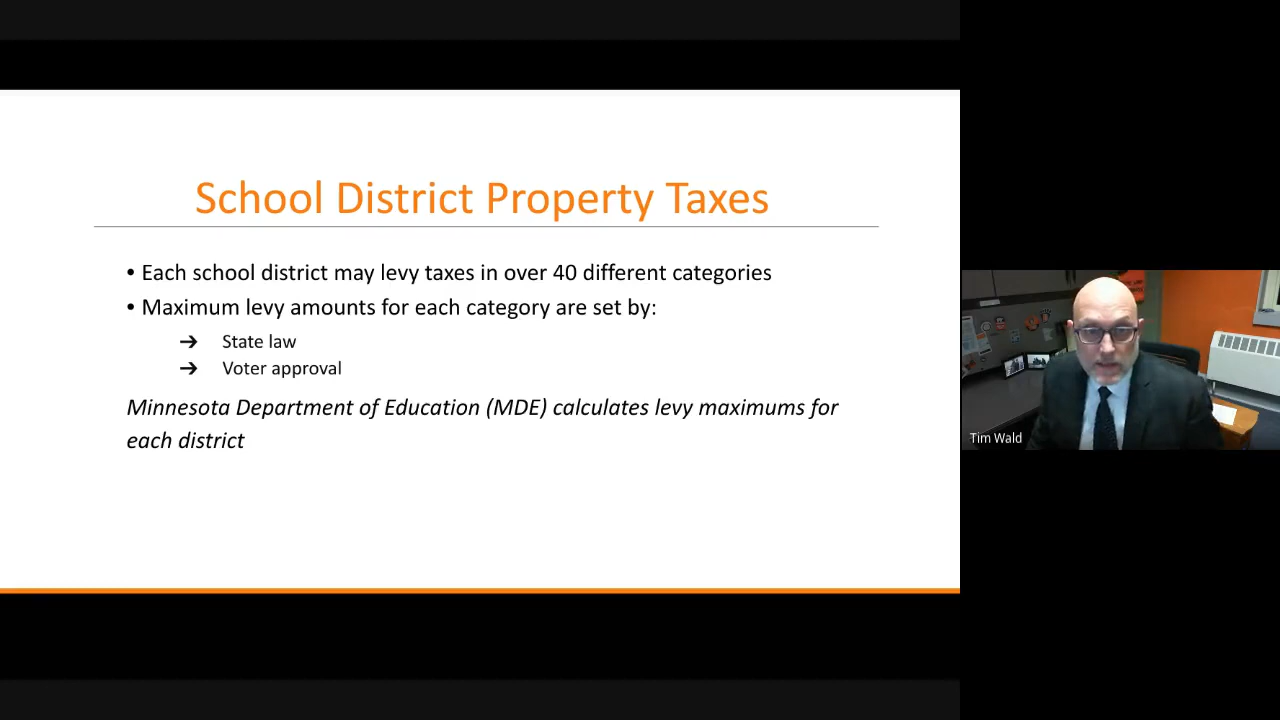 School District Property Taxes
• Each school district may levy taxes in over 40 different categories
• Maximum levy amounts for each category are set by:
➔ State law
➔ Voter approval
Minnesota Department of Education (MDE) calculates levy maximums for
each district
Tim Wald